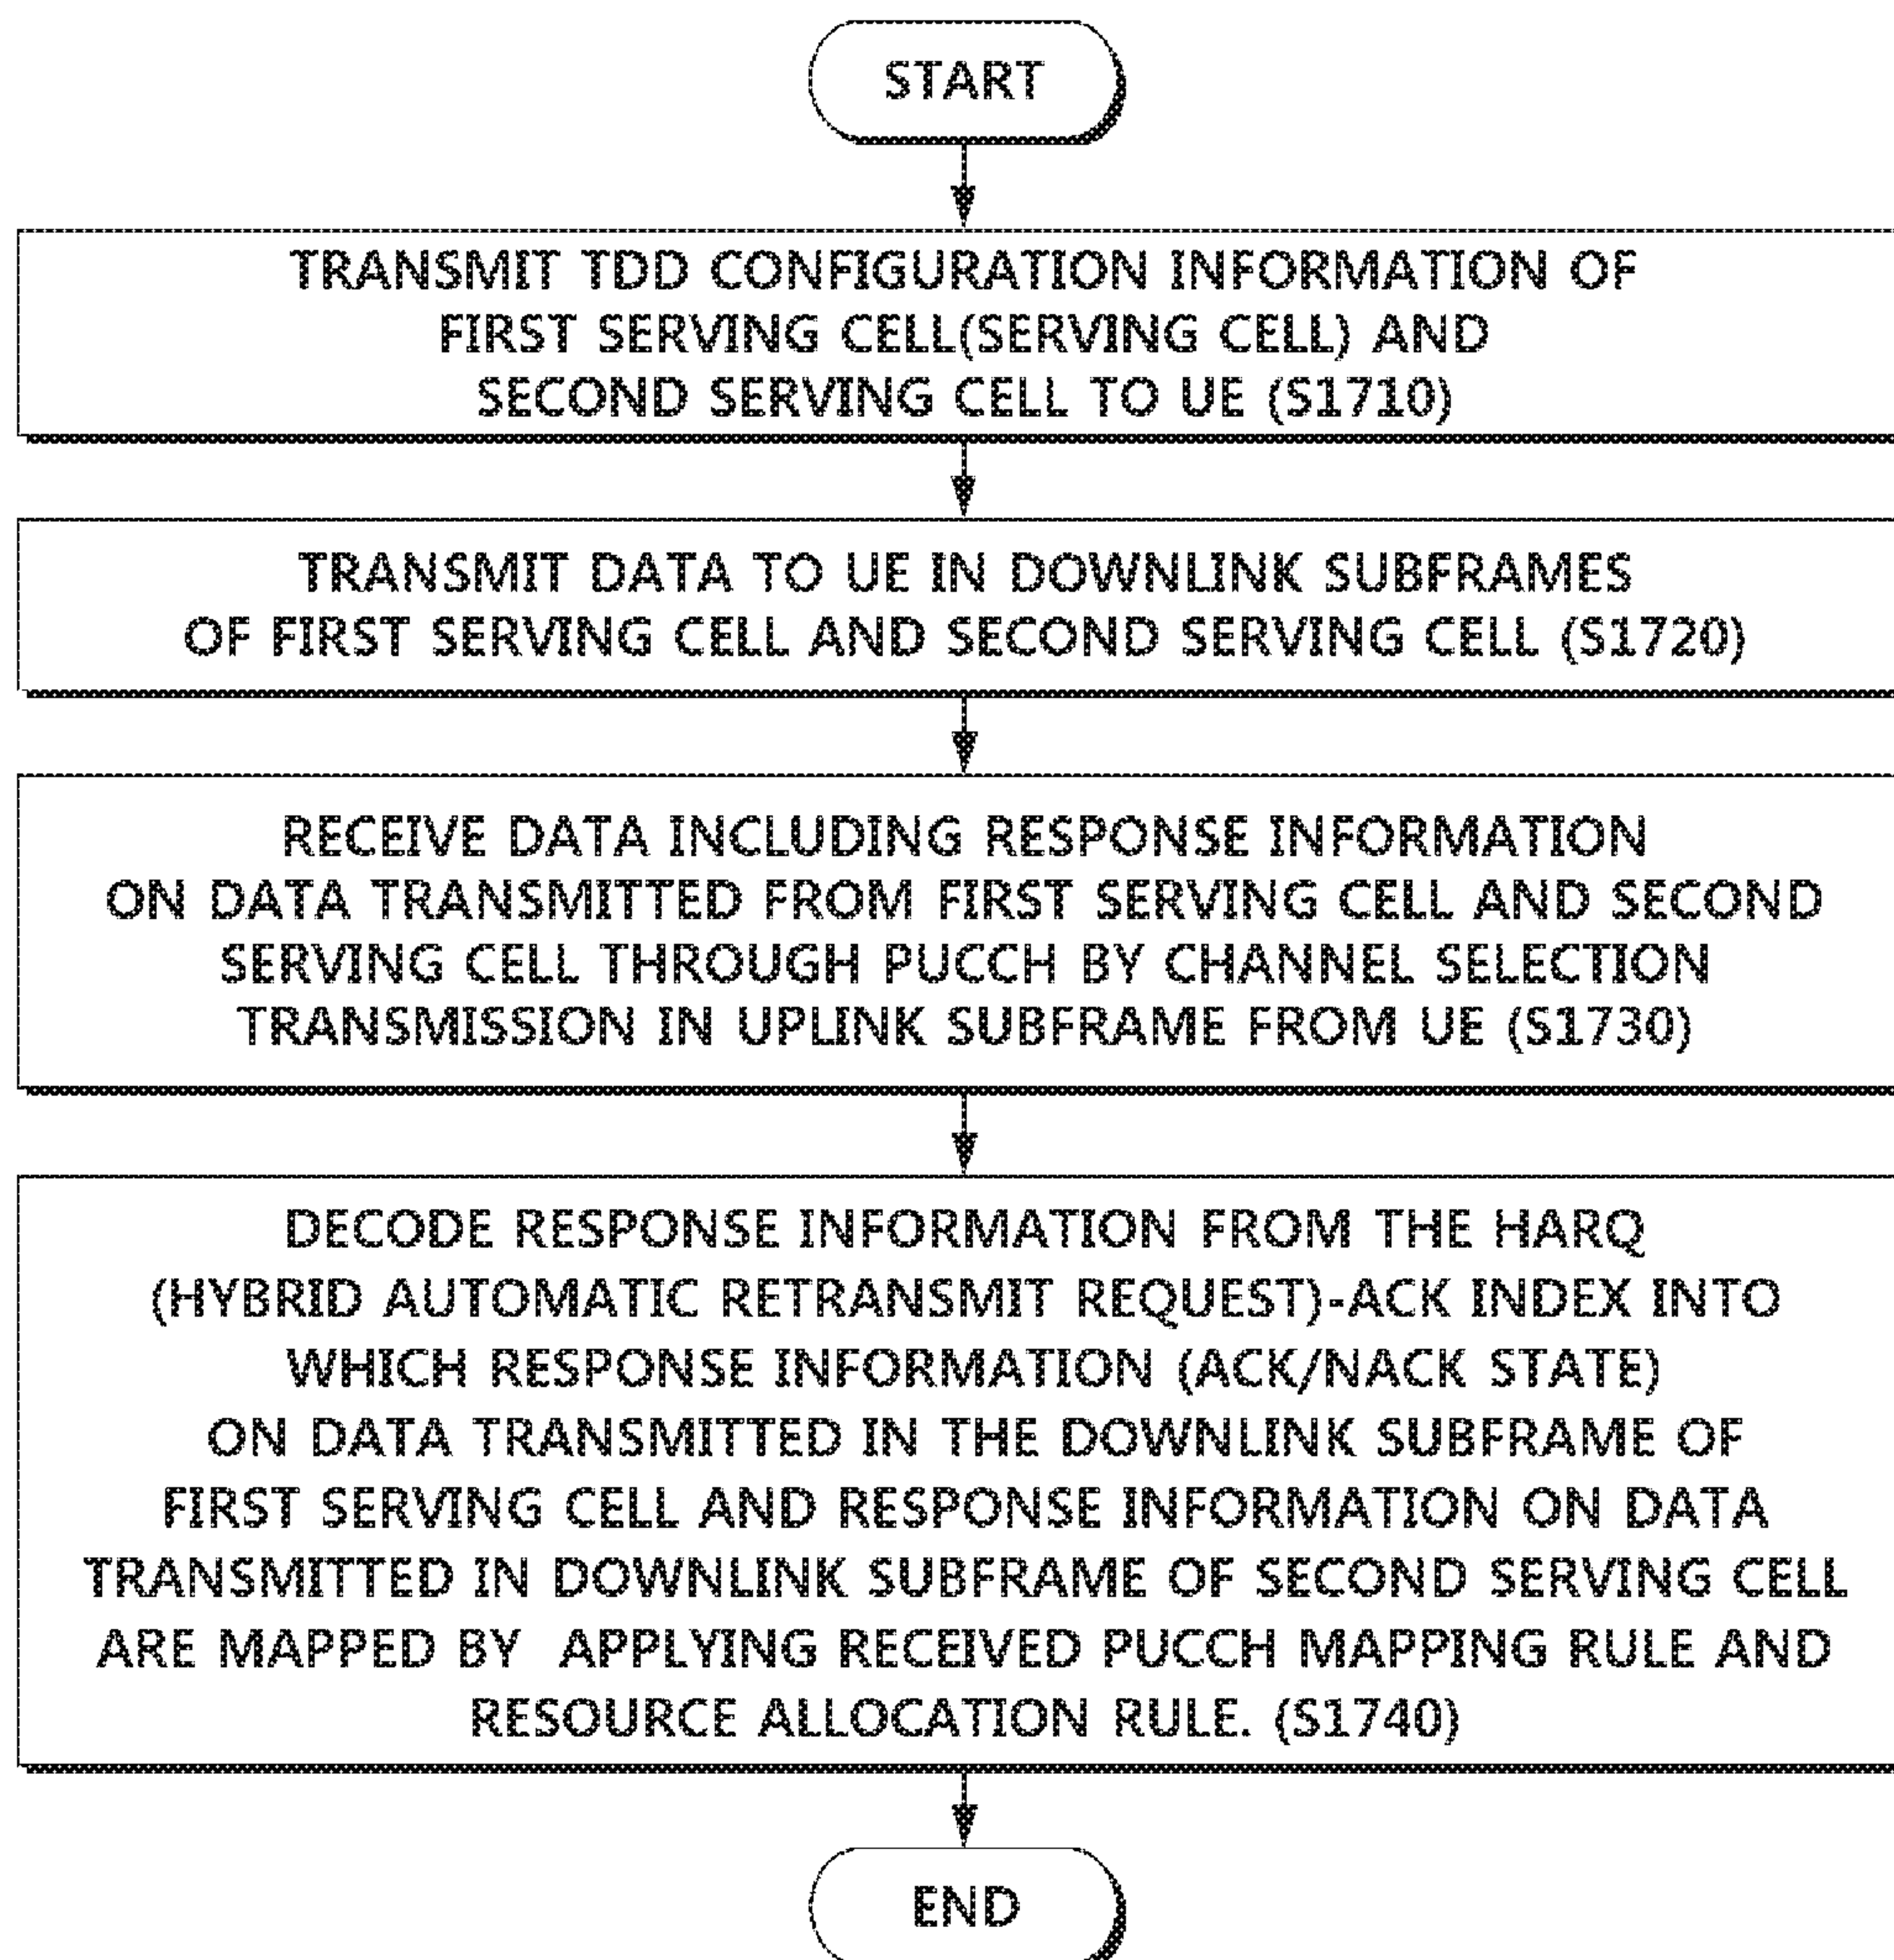 START
TRANSMIT TDD CONFIGURATION INFORMATION OF
FIRST SERVING CELL(SERVING CELL) AND
SECOND SERVING CELL TO UE (S1710)
TRANSMIT DATA TO UE IN DOWNLINK SUBFRAMES
OF FIRST SERVING CELL AND SECOND SERVING CELL (S1720)
RECEIVE DATA INCLUDING RESPONSE INFORMATION
ON DATA TRANSMITTED FROM FIRST SERVING CELL AND SECOND
SERVING CELL THROUGH PUCCH BY CHANNEL SELECTION
TRANSMISSION IN UPLINK SUBFRAME FROM UE (S1730)
DECODE RESPONSE INFORMATION FROM THE HARQ
(HYBRID AUTOMATIC RETRANSMIT REQUEST)-ACK INDEX INTO
WHICH RESPONSE INFORMATION (ACK/NACK STATE)
ON DATA TRANSMITTED IN THE DOWNLINK SUBFRAME OF
FIRST SERVING CELL AND RESPONSE INFORMATION ON DATA
TRANSMITTED IN DOWNLINK SUBFRAME OF SECOND SERVING CELL
ARE MAPPED BY APPLYING RECEIVED PUCCH MAPPING RULE AND
RESOURCE ALLOCATION RULE. (S1740)
END